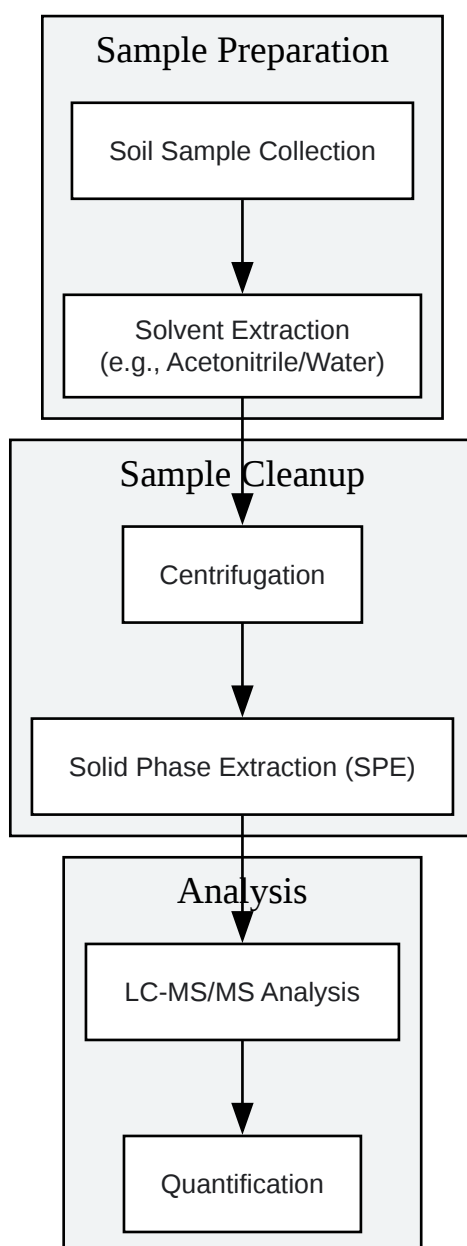 Sample Preparation
Soil Sample Collection
Solvent Extraction
(e.g., Acetonitrile/Water)
Sample Cleanup
Centrifugation
Solid Phase Extraction (SPE)
Analysis
LC-MS/MS Analysis
Quantification